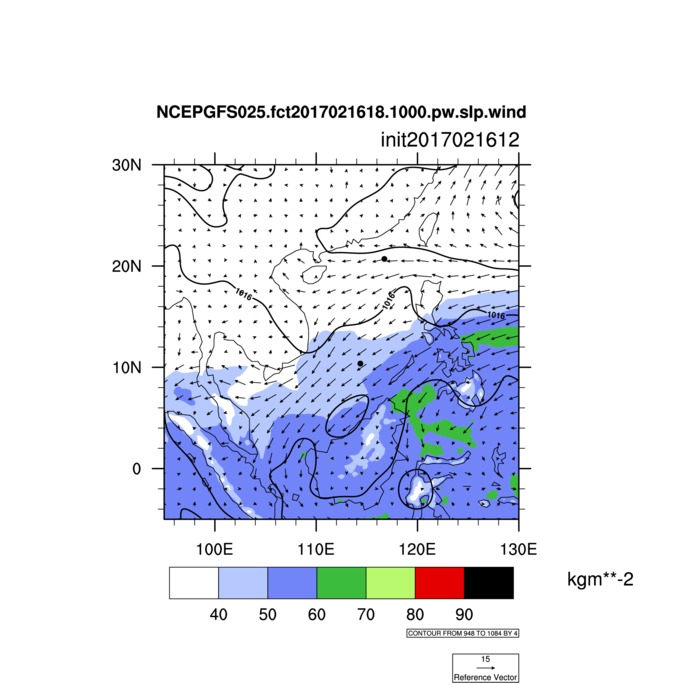 NCEPGFS025.fct2017021618.1000.pw.slp.wind
init2017021612
30N
20N
10N
0
1016
1016
1016
100E 110E 120E 130E
40 50 60 70 80 90
kgm**-2
CONTOUR FROM 948 TO 1084 BY 4
15
Reference Vector